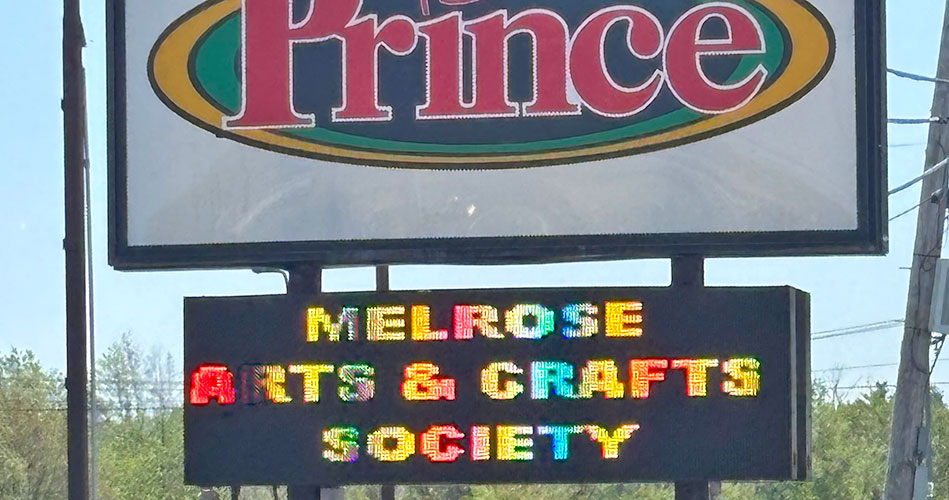 Prince
MELROSE
ARTS & CRAFTS
SOCIETY